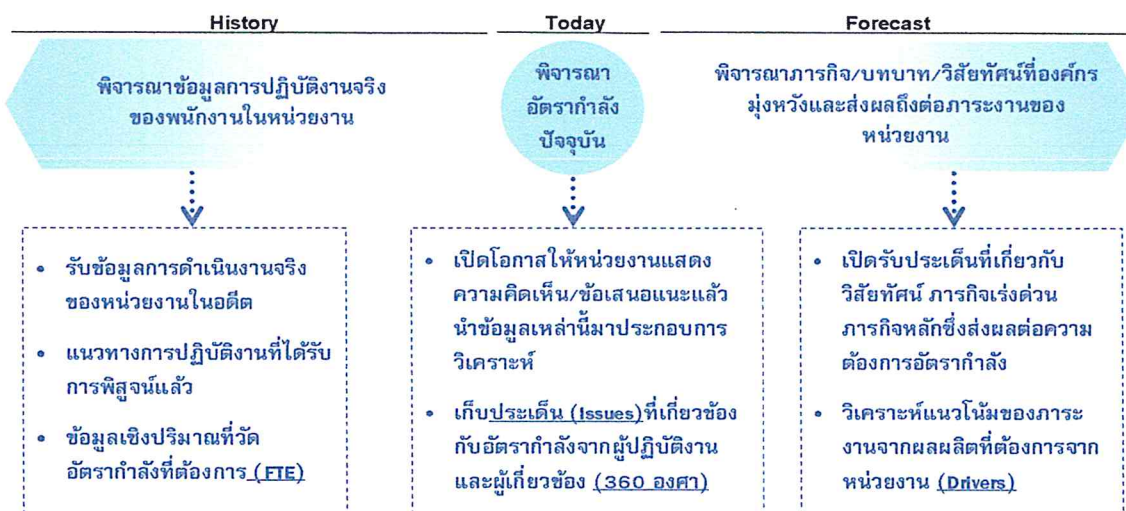 History
พิจารณาข้อมูลการปฏิบัติงานจริง
ของพนักงานในหน่วยงาน
• รับข้อมูลการดำเนินงานจริง
ของหน่วยงานในอดีต
• แนวทางการปฏิบัติงานที่ได้รับ
การพิสูจน์แล้ว
• ข้อมูลเชิงปริมาณที่วัด
อัตรากำลังที่ต้องการ (FTE)
Today
พิจารณา
อัตรากำลัง
ปัจจุบัน
• เปิดโอกาสให้หน่วยงานแสดง
ความคิดเห็น/ข้อเสนอแนะแล้ว
นำข้อมูลเหล่านี้มาประกอบการ
วิเคราะห์
• เก็บประเด็น (Issues)ที่เกี่ยวข้อง
กับอัตรากำลังจากผู้ปฏิบัติงาน
และผู้เกี่ยวข้อง (360 องศา)
Forecast
พิจารณาภารกิจ/บทบาท/วิสัยทัศน์ที่องค์กร
มุ่งหวังและส่งผลถึงต่อภาระงานของ
หน่วยงาน
• เปิดรับประเด็นที่เกี่ยวกับ
วิสัยทัศน์ ภารกิจเร่งด่วน
ภารกิจหลักซึ่งส่งผลต่อความ
ต้องการอัตรากำลัง
• วิเคราะห์แนวโน้มของภาระ
งานจากผลผลิตที่ต้องการจาก
หน่วยงาน (Drivers)